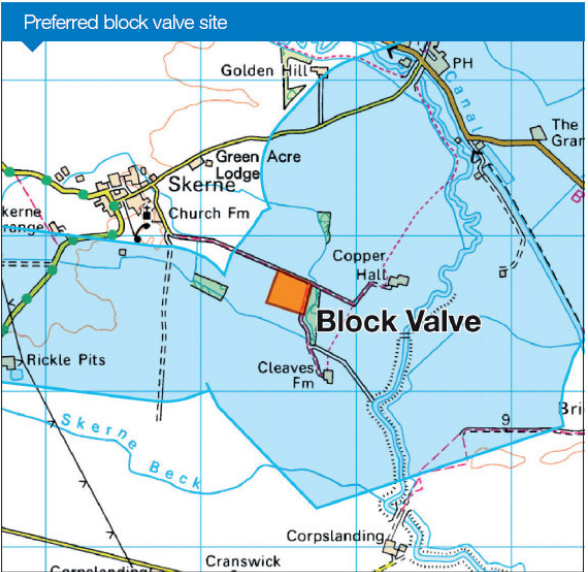 Preferred block valve site
Golden Hill
PH
Canal
The
Gran
Green Acre
Lodge
Skerne
Church Fm
kerne
range
Copper
Hall
Block Valve
Cleaves
Fm
Rickle Pits
Skerne Beck
9
Bri
B
Corpslanding
Cranswick
Corpslanding